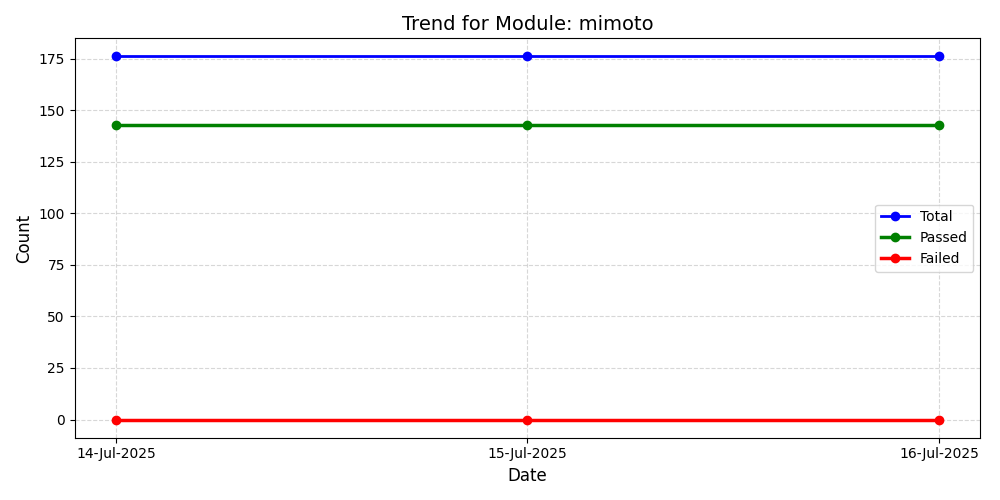 Trend for Module: mimoto
175
150
125
100
75
50
25
0
Count
Total
Passed
Failed
14-Jul-2025
15-Jul-2025
16-Jul-2025
Date